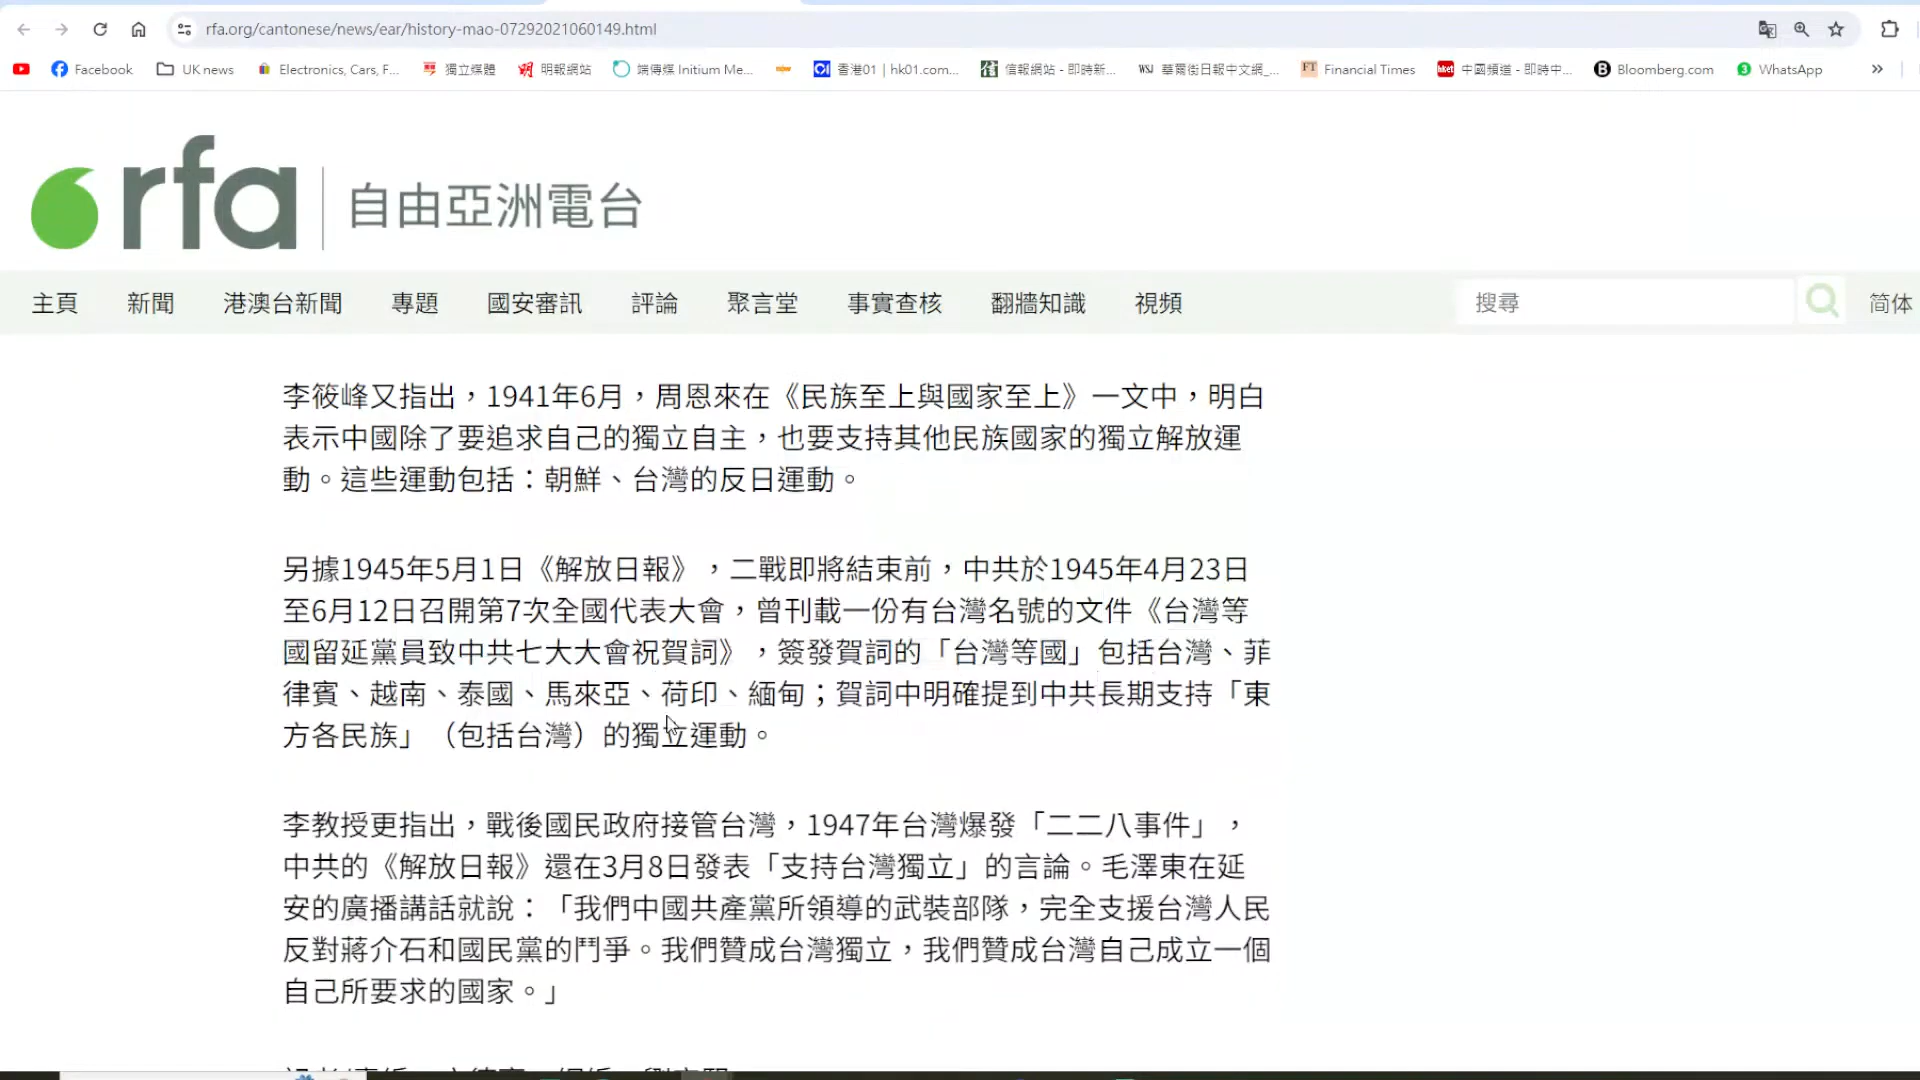 rfa.org/cantonese/news/ear/history-mao-07292021060149.html
Facebook UK news Electronics, Cars, F... 獨立媒體 明報網站 端傳媒 Initium Me... 香港01 | hk01.com... 信報網站 - 即時新... WSJ 華爾街日報中文網_... FT Financial Times hket 中國頻道 - 即時中... B Bloomberg.com 3 WhatsApp »
rfa 自由亞洲電台
主頁 新聞 港澳台新聞 專題 國安審訊 評論 聚言堂 事實查核 翻牆知識 視頻 搜尋 简体
李筱峰又指出，1941年6月，周恩來在《民族至上與國家至上》一文中，明白
表示中國除了要追求自己的獨立自主，也要支持其他民族國家的獨立解放運
動。這些運動包括：朝鮮、台灣的反日運動。
另據1945年5月1日《解放日報》，二戰即將結束前，中共於1945年4月23日
至6月12日召開第7次全國代表大會，曾刊載一份有台灣名號的文件《台灣等
國留延黨員致中共七大大會祝賀詞》，簽發賀詞的「台灣等國」包括台灣、菲
律賓、越南、泰國、馬來亞、荷印、緬甸；賀詞中明確提到中共長期支持「東
方各民族」（包括台灣）的獨立運動。
李教授更指出，戰後國民政府接管台灣，1947年台灣爆發「二二八事件」，
中共的《解放日報》還在3月8日發表「支持台灣獨立」的言論。毛澤東在延
安的廣播講話就說：「我們中國共產黨所領導的武裝部隊，完全支援台灣人民
反對蔣介石和國民黨的鬥爭。我們贊成台灣獨立，我們贊成台灣自己成立一個
自己所要求的國家。」